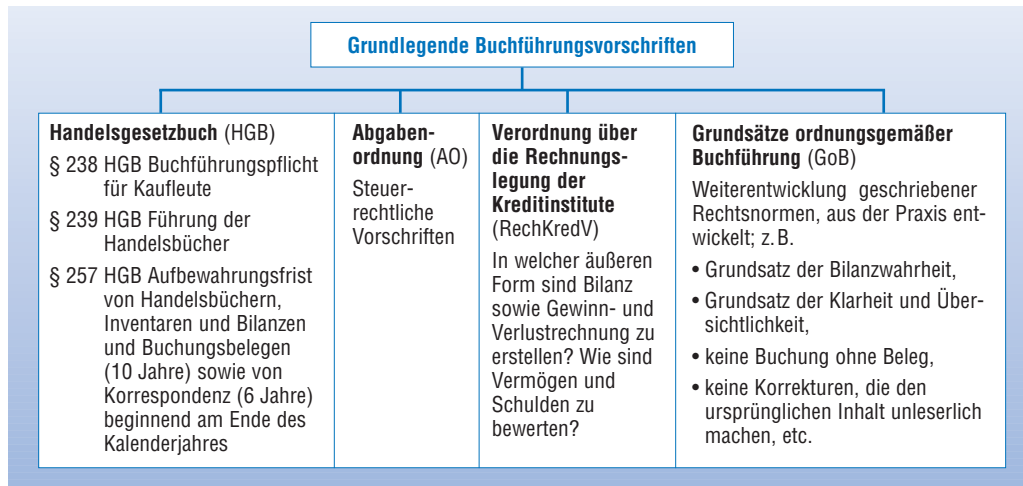 Grundlegende Buchführungsvorschriften
Handelsgesetzbuch (HGB)
§ 238 HGB Buchführungspflicht
für Kaufleute
§ 239 HGB Führung der
Handelsbücher
§ 257 HGB Aufbewahrungsfrist
von Handelsbüchern,
Inventaren und Bilanzen
und Buchungsbelegen
(10 Jahre) sowie von
Korrespondenz (6 Jahre)
beginnend am Ende des
Kalenderjahres
Abgaben-
ordnung (AO)
Steuer-
rechtliche
Vorschriften
Verordnung über
die Rechnungs-
legung der
Kreditinstitute
(RechKredV)
In welcher äußeren
Form sind Bilanz
sowie Gewinn- und
Verlustrechnung zu
erstellen? Wie sind
Vermögen und
Schulden zu
bewerten?
Grundsätze ordnungsgemäßer
Buchführung (GoB)
Weiterentwicklung geschriebener
Rechtsnormen, aus der Praxis ent-
wickelt; z. B.
• Grundsatz der Bilanzwahrheit,
• Grundsatz der Klarheit und Über-
sichtlichkeit,
• keine Buchung ohne Beleg,
• keine Korrekturen, die den
ursprünglichen Inhalt unleserlich
machen, etc.